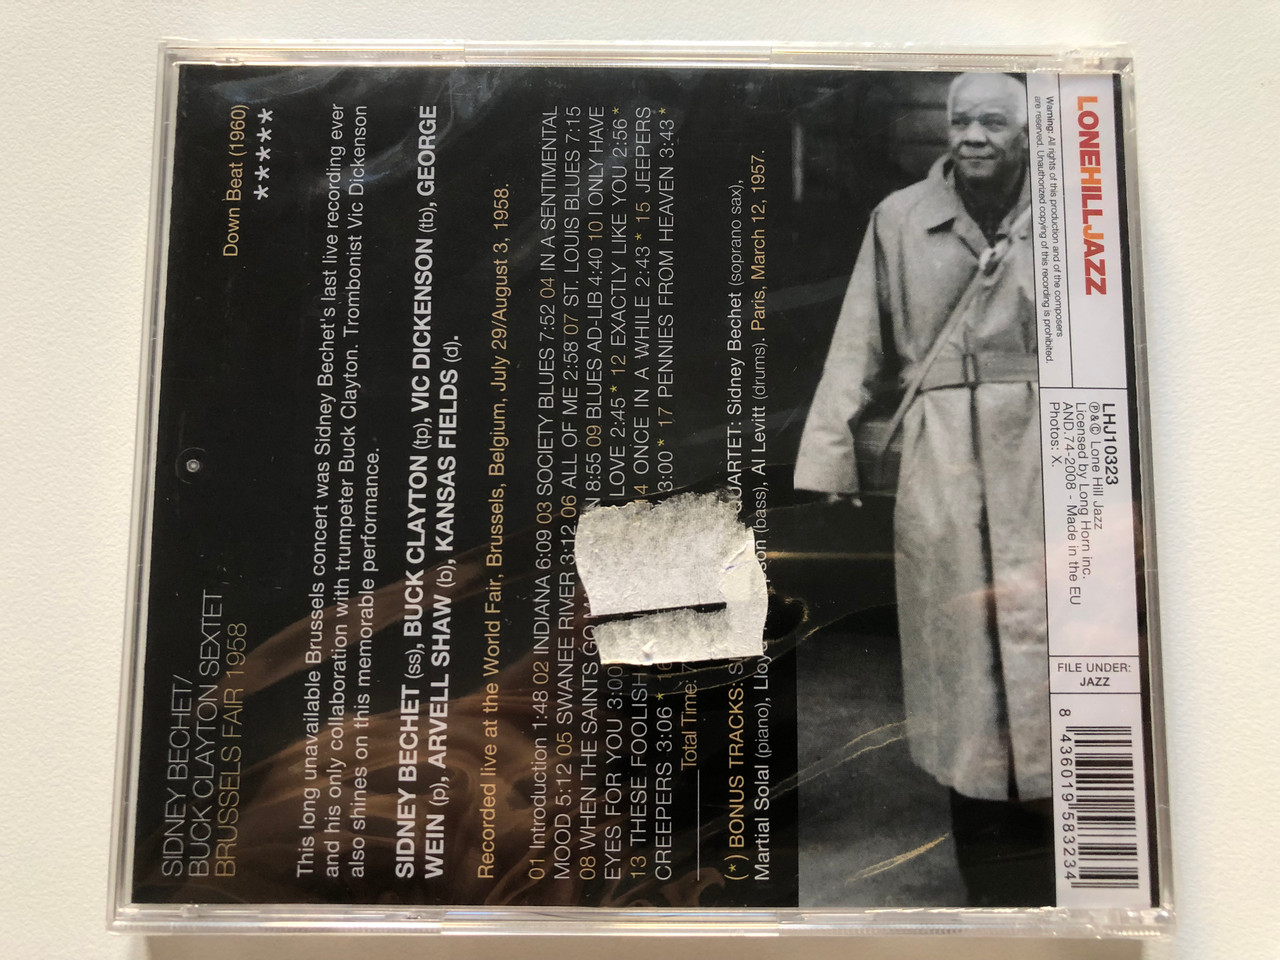 SIDNEY BECHET/
BUCK CLAYTON SEXTET
BRUSSELS FAIR 1958
Down Beat (1960)
★★★★★
This long unavailable Brussels concert was Sidney Bechet's last live recording ever
and his only collaboration with trumpeter Buck Clayton. Trombonist Vic Dickenson
also shines on this memorable performance.
SIDNEY BECHET (ss), BUCK CLAYTON (tp), VIC DICKENSON (tb), GEORGE
WEIN (p), ARVELL SHAW (b), KANSAS FIELDS (d).
Recorded live at the World Fair, Brussels, Belgium, July 29/August 3, 1958.
01 Introduction 1:48 02 INDIANA 6:09 03 SOCIETY BLUES 7:52 04 IN A SENTIMENTAL
MOOD 5:12 05 SWANEE RIVER 3:12 06 ALL OF ME 2:58 07 ST. LOUIS BLUES 7:15
08 WHEN THE SAINTS GO 8:55 09 BLUES AD-LIB 4:40 10 I ONLY HAVE
EYES FOR YOU 3:00 LOVE 2:45 * 12 EXACTLY LIKE YOU 2:56 *
13 THESE FOOLISH ONCE IN A WHILE 2:43 * 15 JEEPERS
CREEPERS 3:06 * 3:00 * 17 PENNIES FROM HEAVEN 3:43 *
Total Time:
(*) BONUS TRACKS: Sidney Bechet (soprano sax),
Martial Solal (piano), (bass), Al Levitt (drums). Paris, March 12, 1957.
LONEHILLJAZZ
Warning: All rights of this production and of the composers
are reserved. Unauthorized copying of this recording is prohibited.
LHJ10323
℗&© Lone Hill Jazz
Licensed by Long Horn inc.
AND,74-2008 - Made in the EU
Photos: X.
FILE UNDER:
JAZZ
8 436019 583234